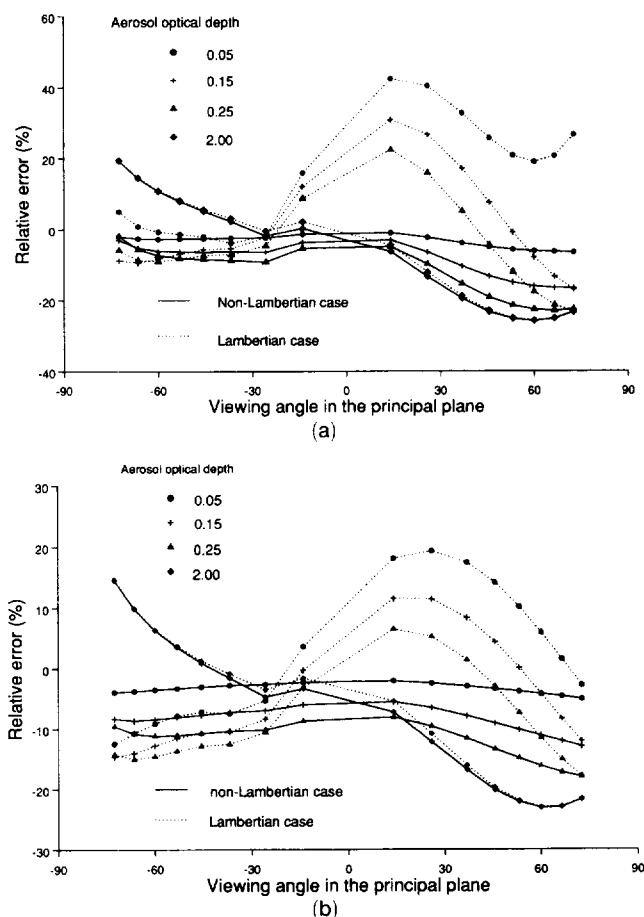 60
Aerosol optical depth
0.05
0.15
0.25
2.00
40
20
0
-20
-40
Relative error (%)
Non-Lambertian case
Lambertian case
-90 -60 -30 0 30 60 90
Viewing angle in the principal plane
(a)
30
Aerosol optical depth
0.05
0.15
0.25
2.00
20
10
0
-10
-20
-30
Relative error (%)
non-Lambertian case
Lambertian case
-90 -60 -30 0 30 60 90
Viewing angle in the principal plane
(b)